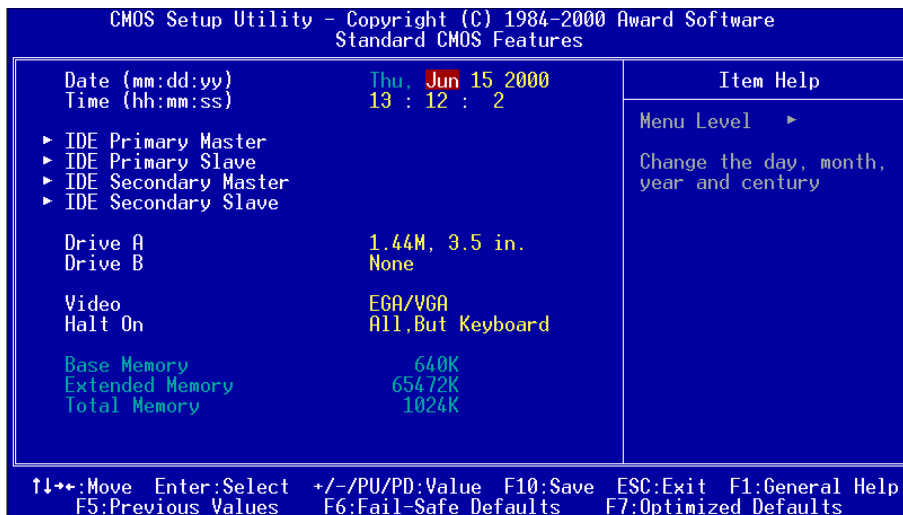 CMOS Setup Utility - Copyright (C) 1984-2000 Award Software
Standard CMOS Features
Date (mm:dd:yy) Thu, Jun 15 2000
Time (hh:mm:ss) 13 : 12 : 2
► IDE Primary Master
► IDE Primary Slave
► IDE Secondary Master
► IDE Secondary Slave
Drive A 1.44M, 3.5 in.
Drive B None
Video EGA/VGA
Halt On All,But Keyboard
Base Memory 640K
Extended Memory 65472K
Total Memory 1024K
Item Help
Menu Level ►
Change the day, month,
year and century
↑↓→←:Move Enter:Select +/-/PU/PD:Value F10:Save ESC:Exit F1:General Help
F5:Previous Values F6:Fail-Safe Defaults F7:Optimized Defaults